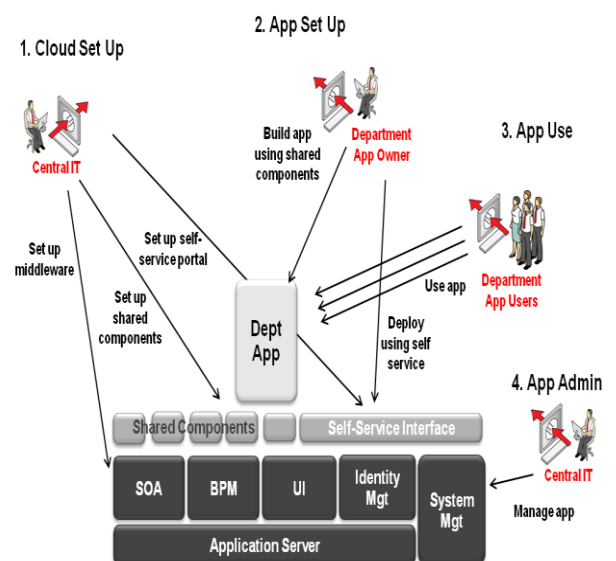 1. Cloud Set Up
2. App Set Up
3. App Use
Central IT
Build app
using shared
components
Department
App Owner
Set up
middleware
Set up self-
service portal
Set up
shared
components
Use app
Department
App Users
Dept
App
Deploy
using self
service
4. App Admin
Shared Components
Self-Service Interface
Central IT
SOA
BPM
UI
Identity
Mgt
System
Mgt
Manage app
Application Server